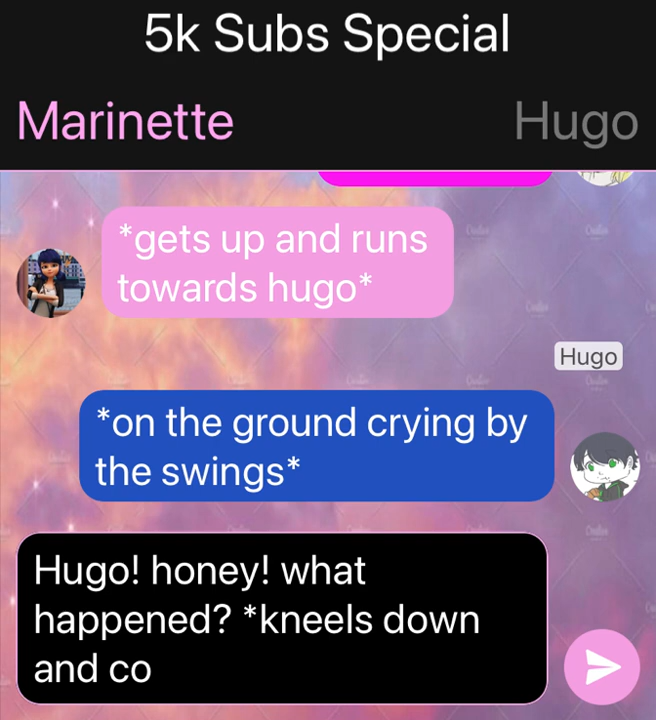 5k Subs Special
Marinette Hugo
*gets up and runs
towards hugo*
Hugo
*on the ground crying by
the swings*
Hugo! honey! what
happened? *kneels down
and co